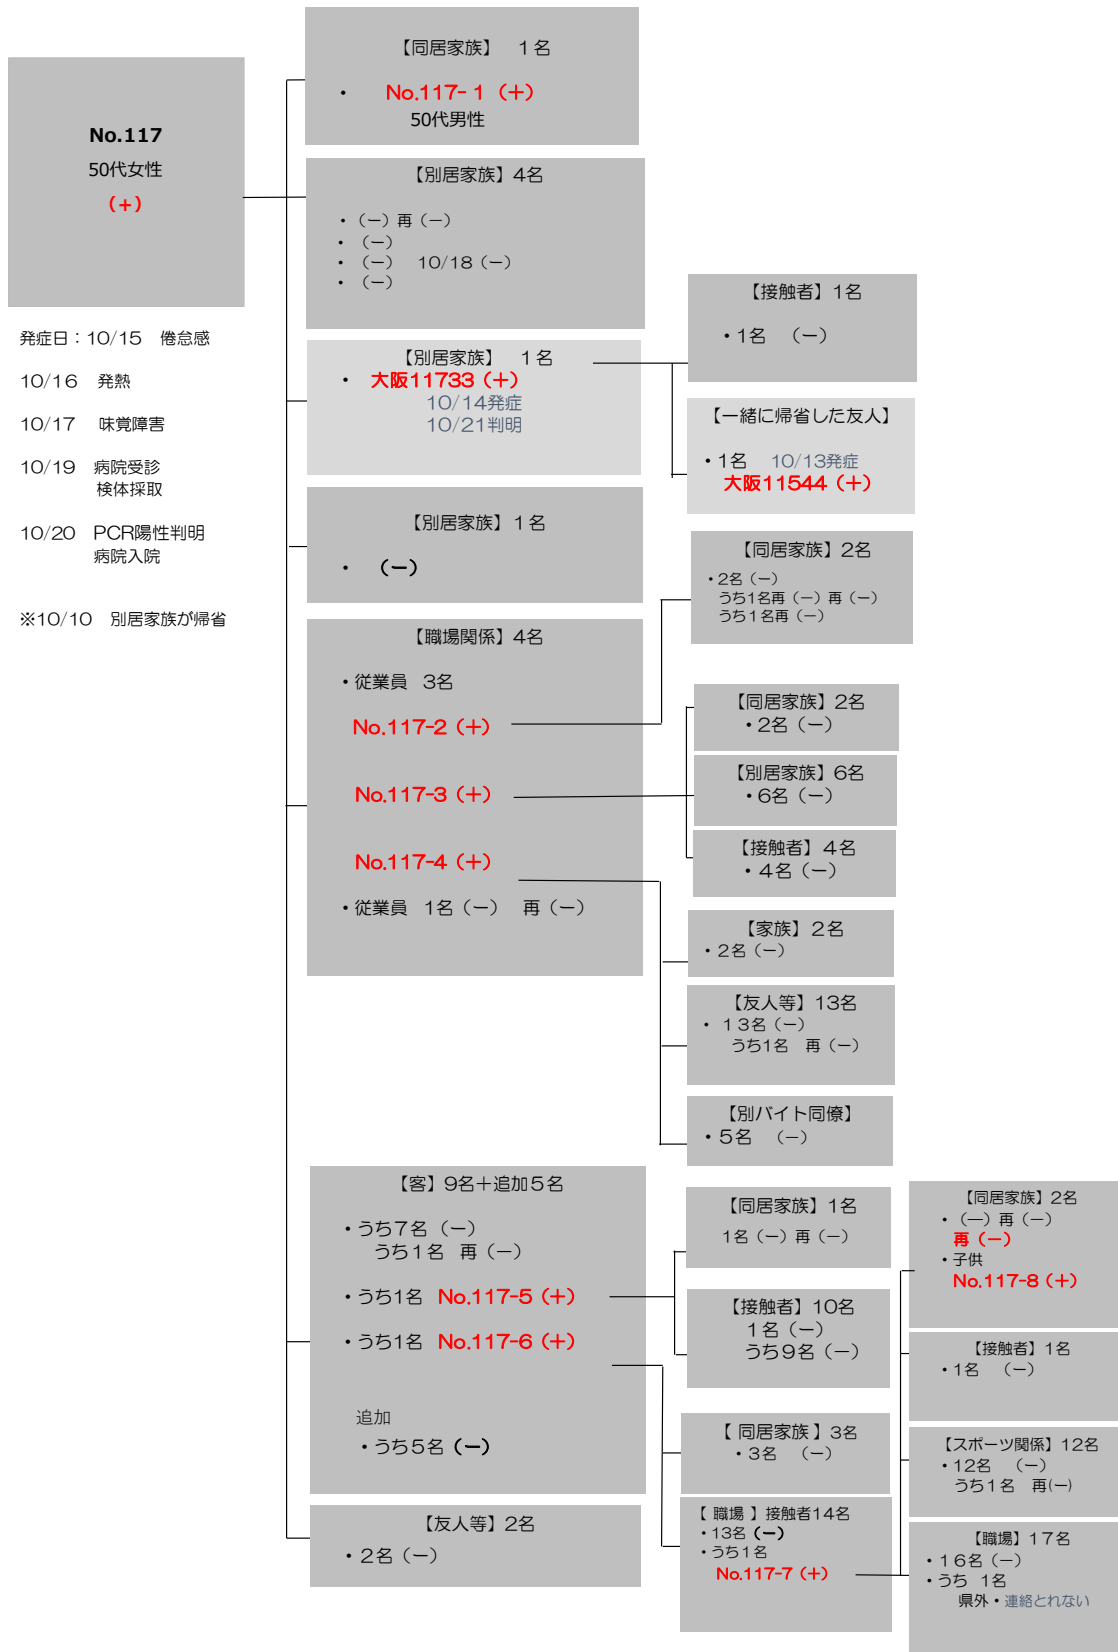 No.117
50代女性
（+）
発症日：10/15　倦怠感
10/16　発熱
10/17　味覚障害
10/19　病院受診
検体採取
10/20　PCR陽性判明
病院入院
※10/10　別居家族が帰省
【同居家族】　1名
・　No.117-1（+）
50代男性
【別居家族】4名
・（－）再（－）
・（－）
・（－）　10/18（－）
・（－）
【別居家族】　1名
・　大阪11733（+）
10/14発症
10/21判明
【接触者】1名
・1名　（－）
【一緒に帰省した友人】
・1名　10/13発症
大阪11544（+）
【別居家族】1名
・　（－）
【職場関係】4名
・従業員　3名
No.117-2（+）
No.117-3（+）
No.117-4（+）
・従業員　1名（－）　再（－）
【同居家族】2名
・2名（－）
うち1名再（－）再（－）
うち1名再（－）
【同居家族】2名
・2名（－）
【別居家族】6名
・6名（－）
【接触者】4名
・4名（－）
【家族】2名
・2名（－）
【友人等】13名
・　13名（－）
うち1名　再（－）
【別バイト同僚】
・5名　（－）
【客】9名＋追加5名
・うち7名（－）
うち1名　再（－）
・うち1名　No.117-5（+）
・うち1名　No.117-6（+）
追加
・うち5名（－）
【同居家族】1名
1名（－）再（－）
【接触者】10名
1名（－）
うち9名（－）
【 同居家族 】3名
・3名　（－）
【 職場 】接触者14名
・13名（－）
・うち1名
No.117-7（+）
【同居家族】2名
・（－）再（－）
再（－）
・子供
No.117-8（+）
【接触者】1名
・1名　（－）
【スポーツ関係】12名
・12名　（－）
うち1名　再(－)
【職場】17名
・16名（－）
・うち 1名
県外・連絡とれない
【友人等】2名
・2名（－）